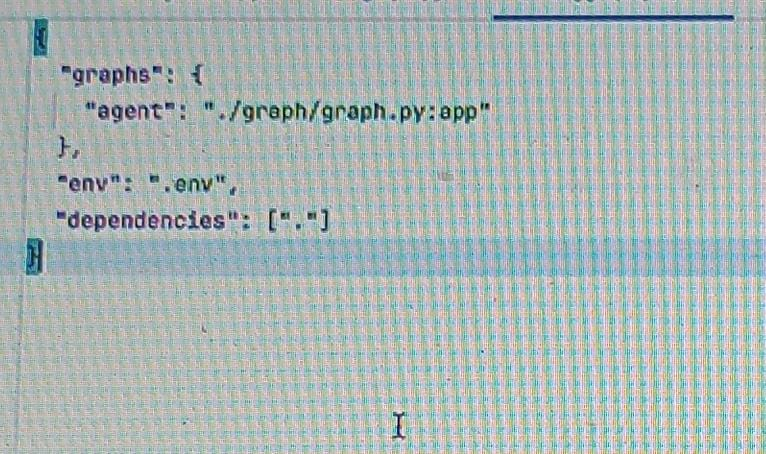 {
"graphs": {
"agent": "./graph/graph.py:app"
},
"env": ".env",
"dependencies": ["."]
}